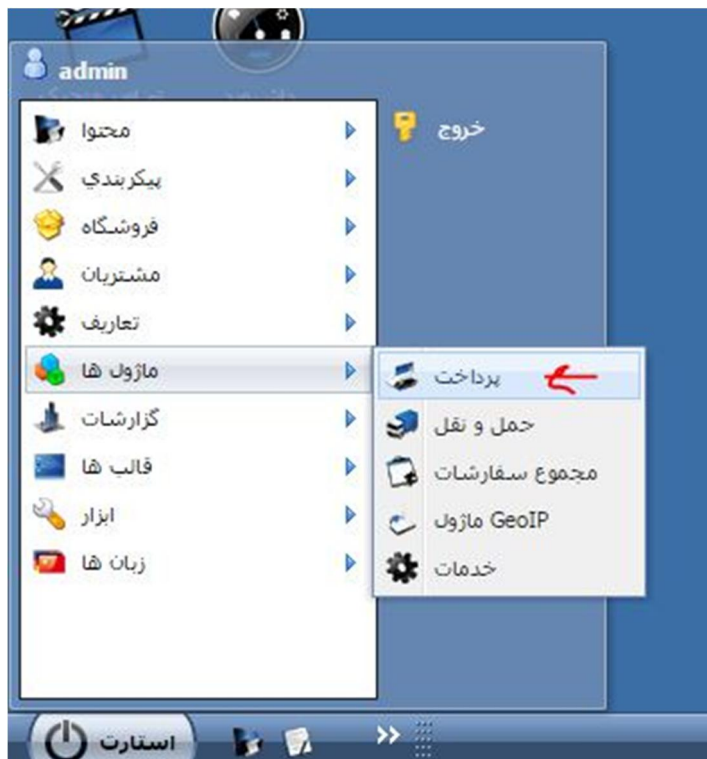 admin
محتوا
پیکربندي
فروشگاه
مشتریان
تعاریف
ماژول ها
گزارشات
قالب ها
ابزار
زبان ها
خروج
پرداخت
حمل و نقل
مجموع سفارشات
GeoIP ماژول
خدمات
استارت